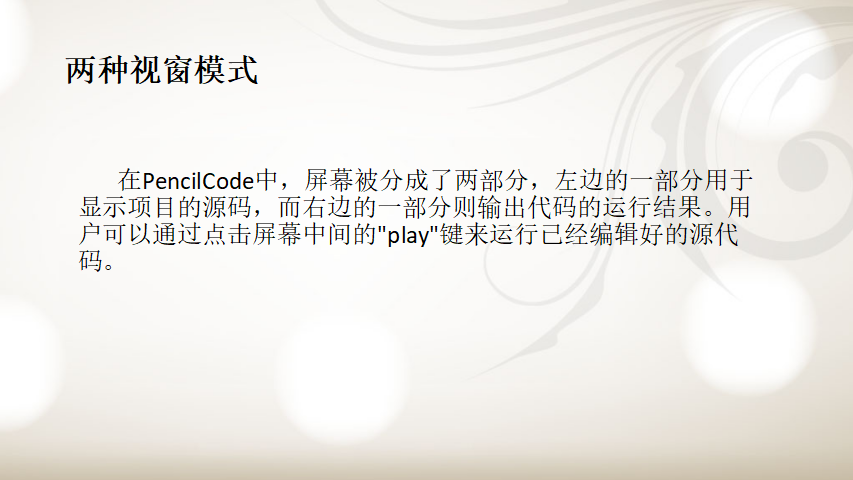 两种视窗模式
在PencilCode中，屏幕被分成了两部分，左边的一部分用于
显示项目的源码，而右边的一部分则输出代码的运行结果。用
户可以通过点击屏幕中间的"play"键来运行已经编辑好的源代
码。